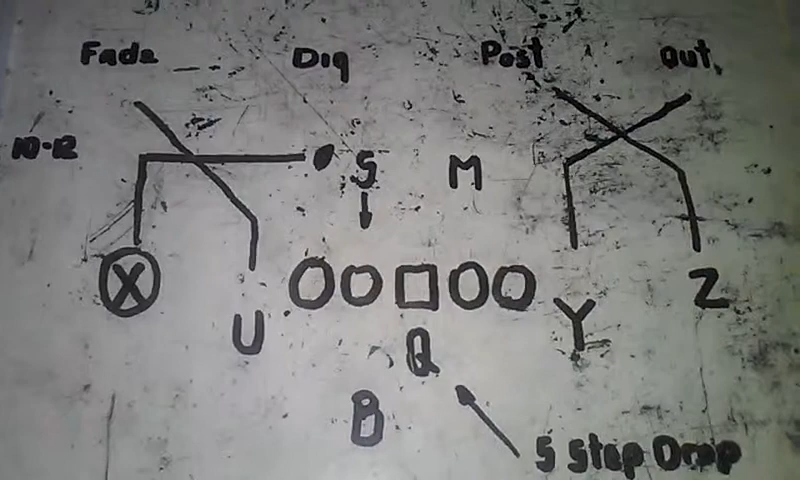 Fade Dig Post Out
10-12 S M
X Z
U Y
Q
B
5 Step Drop